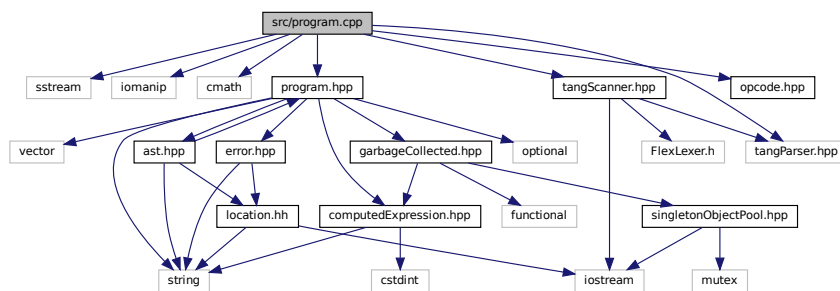 src/program.cpp
sstream
iomanip
cmath
program.hpp
tangScanner.hpp
opcode.hpp
vector
ast.hpp
error.hpp
garbageCollected.hpp
optional
FlexLexer.h
tangParser.hpp
location.hh
computedExpression.hpp
functional
singletonObjectPool.hpp
string
cstdint
iostream
mutex